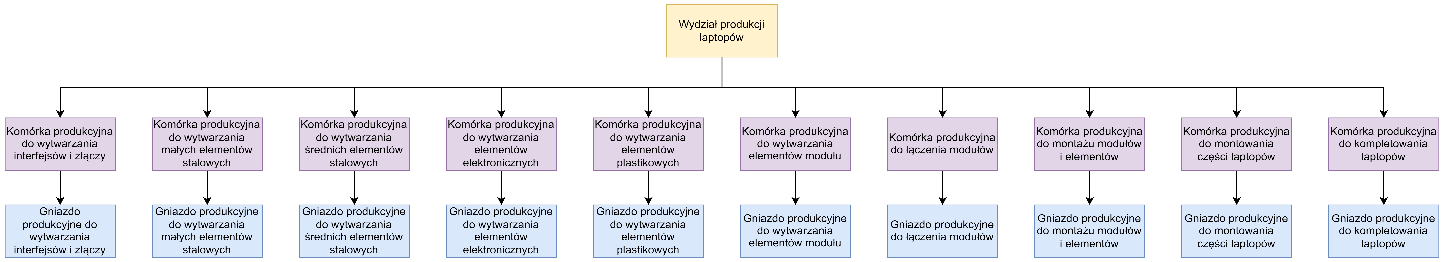 Wydział produkcji
laptopów
Komórka produkcyjna
do wytwarzania
interfejsów i złączy
Komórka produkcyjna
do wytwarzania
małych elementów
stalowych
Komórka produkcyjna
do wytwarzania
średnich elementów
stalowych
Komórka produkcyjna
do wytwarzania
elementów
elektronicznych
Komórka produkcyjna
do wytwarzania
elementów
plastikowych
Komórka produkcyjna
do wytwarzania
elementów modułu
Komórka produkcyjna
do łączenia modułów
Komórka produkcyjna
do montażu modułów
i elementów
Komórka produkcyjna
do montowania
części laptopów
Komórka produkcyjna
do kompletowania
laptopów
Gniazdo
produkcyjne do
wytwarzania
interfejsów i złączy
Gniazdo produkcyjne
do wytwarzania
małych elementów
stalowych
Gniazdo produkcyjne
do wytwarzania
średnich elementów
stalowych
Gniazdo produkcyjne
do wytwarzania
elementów
elektronicznych
Gniazdo produkcyjne
do wytwarzania
elementów
plastikowych
Gniazdo produkcyjne
do wytwarzania
elementów modułu
Gniazdo produkcyjne
do łączenia modułów
Gniazdo produkcyjne
do montażu modułów
i elementów
Gniazdo produkcyjne
do montowania
części laptopów
Gniazdo produkcyjne
do kompletowania
laptopów